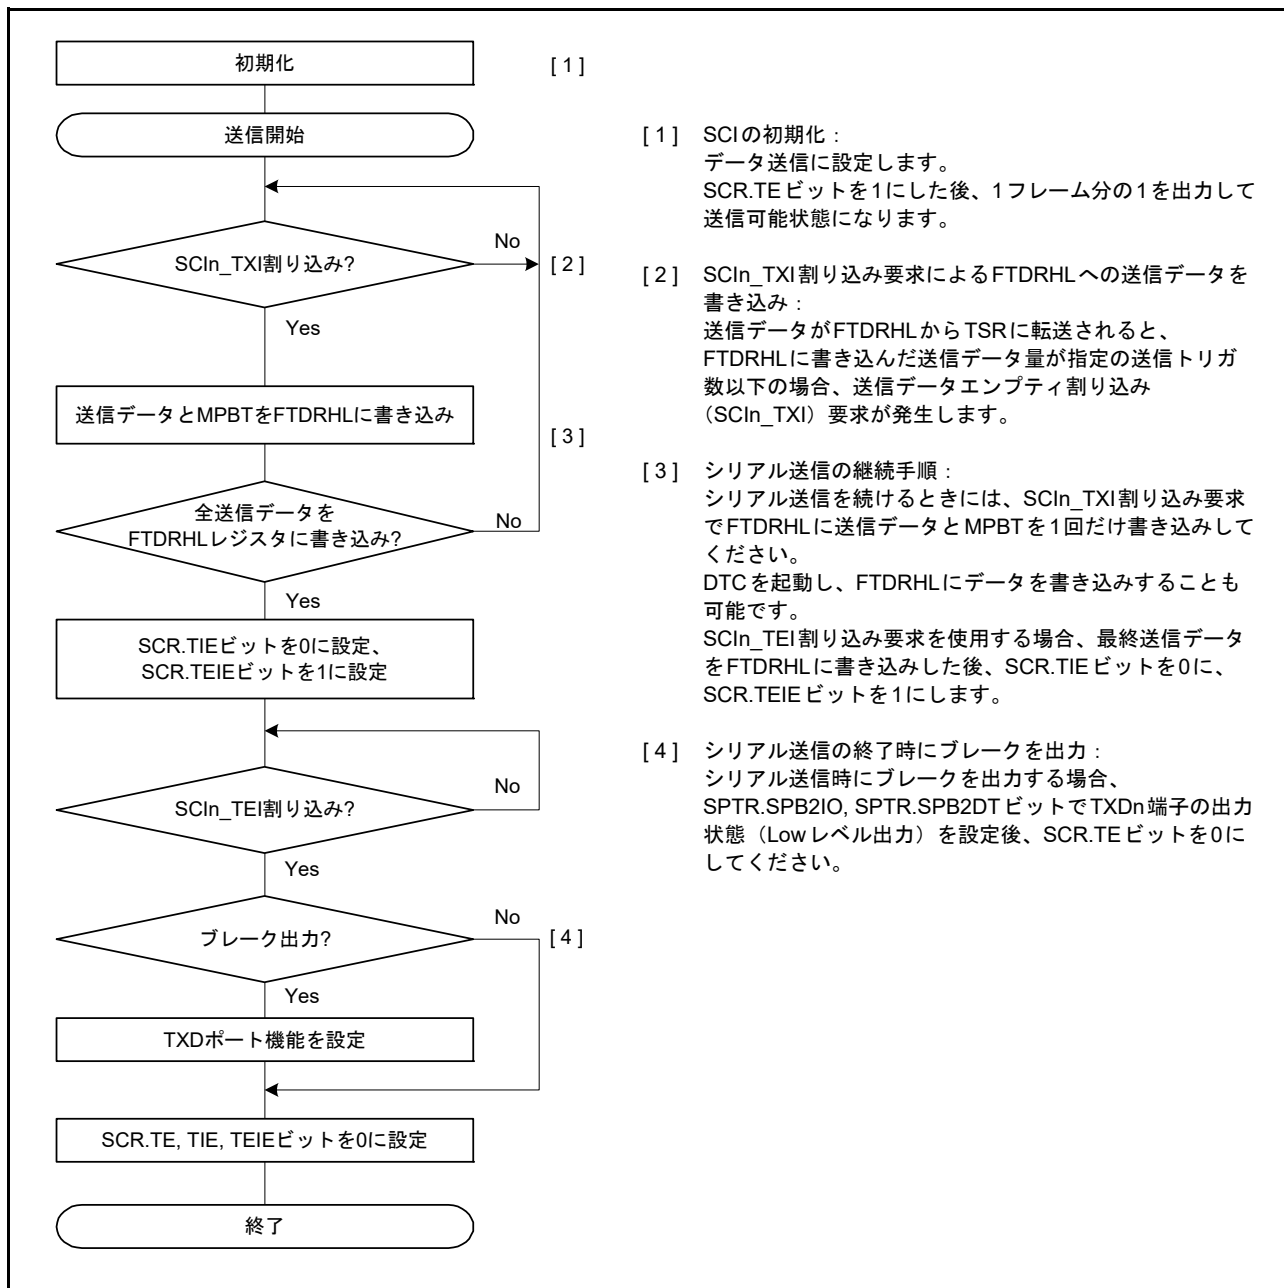 初期化
[ 1 ]
送信開始
SCIn_TXI割り込み?
No
[ 2 ]
Yes
送信データとMPBTをFTDRHLに書き込み
[ 3 ]
全送信データを
FTDRHLレジスタに書き込み?
No
Yes
SCR.TIEビットを0に設定、
SCR.TEIEビットを1に設定
SCIn_TEI割り込み?
No
Yes
ブレーク出力?
No
[ 4 ]
Yes
TXDポート機能を設定
SCR.TE, TIE, TEIEビットを0に設定
終了
[ 1 ] SCIの初期化：
データ送信に設定します。
SCR.TEビットを1にした後、1フレーム分の1を出力して
送信可能状態になります。
[ 2 ] SCIn_TXI割り込み要求によるFTDRHLへの送信データを
書き込み：
送信データがFTDRHLからTSRに転送されると、
FTDRHLに書き込んだ送信データ量が指定の送信トリガ
数以下の場合、送信データエンプティ割り込み
（SCIn_TXI）要求が発生します。
[ 3 ] シリアル送信の継続手順：
シリアル送信を続けるときには、SCIn_TXI割り込み要求
でFTDRHLに送信データとMPBTを1回だけ書き込みして
ください。
DTCを起動し、FTDRHLにデータを書き込みすることも
可能です。
SCIn_TEI割り込み要求を使用する場合、最終送信データ
をFTDRHLに書き込みした後、SCR.TIEビットを0に、
SCR.TEIEビットを1にします。
[ 4 ] シリアル送信の終了時にブレークを出力：
シリアル送信時にブレークを出力する場合、
SPTR.SPB2IO, SPTR.SPB2DTビットでTXDn端子の出力
状態（Lowレベル出力）を設定後、SCR.TEビットを0に
してください。